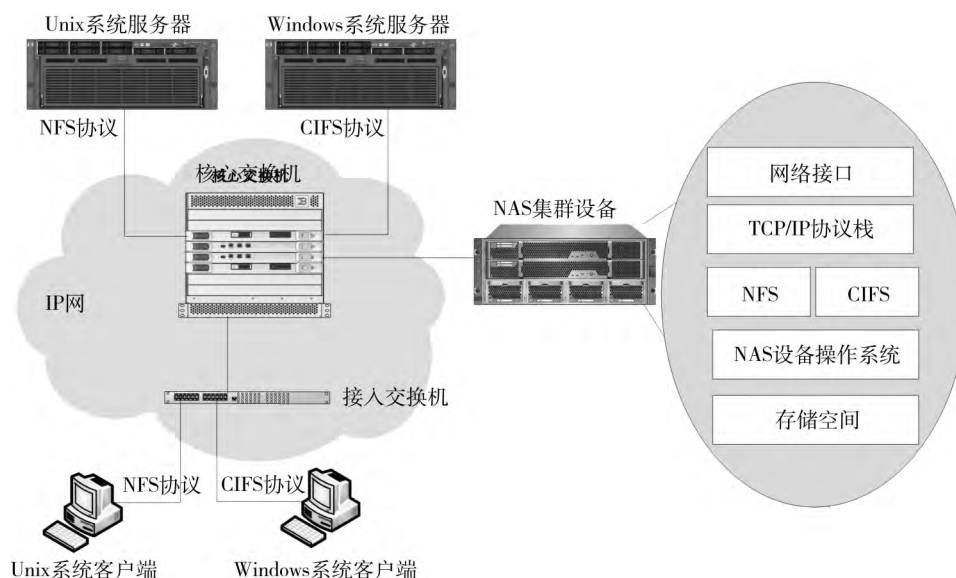 Unix系统服务器
Windows系统服务器
NFS协议
CIFS协议
核心交换机
核心交换机
NAS集群设备
IP网
接入交换机
NFS协议
CIFS协议
Unix系统客户端
Windows系统客户端
网络接口
TCP/IP协议栈
NFS
CIFS
NAS设备操作系统
存储空间